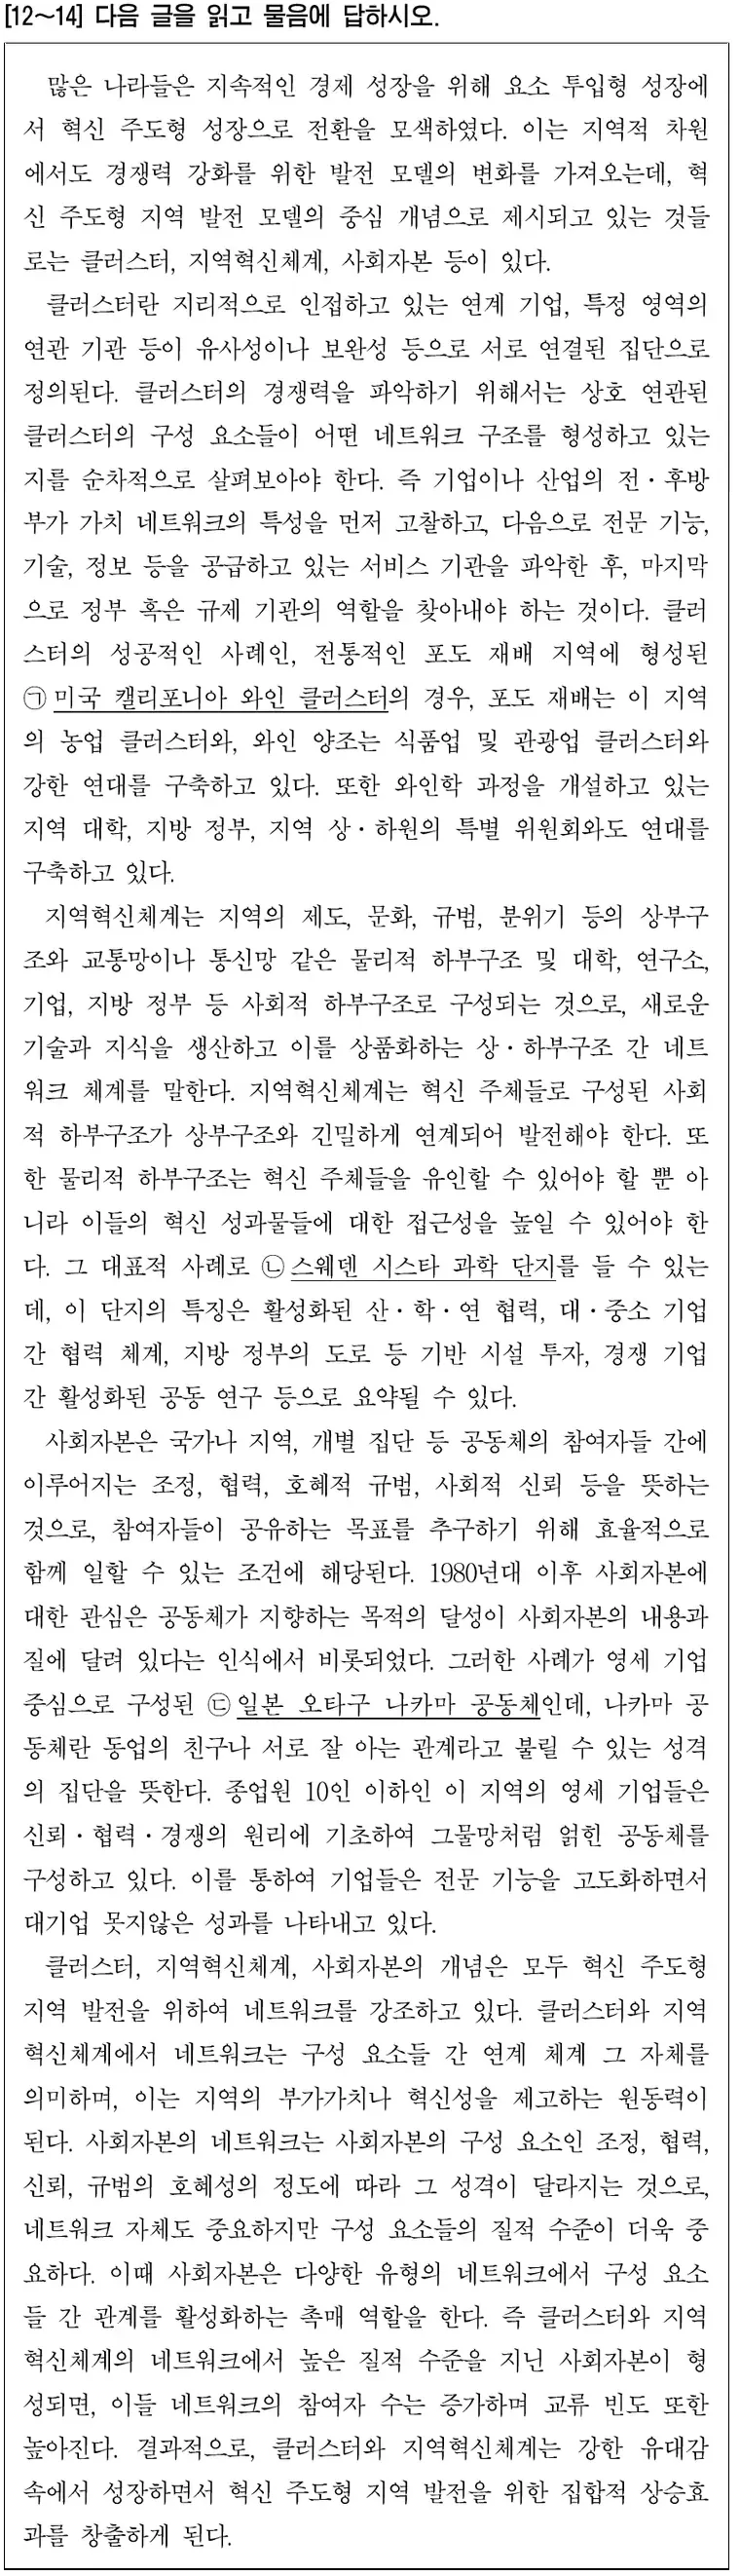 [12~14] 다음 글을 읽고 물음에 답하시오.
많은 나라들은 지속적인 경제 성장을 위해 요소 투입형 성장에
서 혁신 주도형 성장으로 전환을 모색하였다. 이는 지역적 차원
에서도 경쟁력 강화를 위한 발전 모델의 변화를 가져오는데, 혁
신 주도형 지역 발전 모델의 중심 개념으로 제시되고 있는 것들
로는 클러스터, 지역혁신체계, 사회자본 등이 있다.
클러스터란 지리적으로 인접하고 있는 연계 기업, 특정 영역의
연관 기관 등이 유사성이나 보완성 등으로 서로 연결된 집단으로
정의된다. 클러스터의 경쟁력을 파악하기 위해서는 상호 연관된
클러스터의 구성 요소들이 어떤 네트워크 구조를 형성하고 있는
지를 순차적으로 살펴보아야 한다. 즉 기업이나 산업의 전·후방
부가 가치 네트워크의 특성을 먼저 고찰하고, 다음으로 전문 기능,
기술, 정보 등을 공급하고 있는 서비스 기관을 파악한 후, 마지막
으로 정부 혹은 규제 기관의 역할을 찾아내야 하는 것이다. 클러
스터의 성공적인 사례인, 전통적인 포도 재배 지역에 형성된
㉠미국 캘리포니아 와인 클러스터의 경우, 포도 재배는 이 지역
의 농업 클러스터와, 와인 양조는 식품업 및 관광업 클러스터와
강한 연대를 구축하고 있다. 또한 와인학 과정을 개설하고 있는
지역 대학, 지방 정부, 지역 상·하원의 특별 위원회와도 연대를
구축하고 있다.
지역혁신체계는 지역의 제도, 문화, 규범, 분위기 등의 상부구
조와 교통망이나 통신망 같은 물리적 하부구조 및 대학, 연구소,
기업, 지방 정부 등 사회적 하부구조로 구성되는 것으로, 새로운
기술과 지식을 생산하고 이를 상품화하는 상·하부구조 간 네트
워크 체계를 말한다. 지역혁신체계는 혁신 주체들로 구성된 사회
적 하부구조가 상부구조와 긴밀하게 연계되어 발전해야 한다. 또
한 물리적 하부구조는 혁신 주체들을 유인할 수 있어야 할 뿐 아
니라 이들의 혁신 성과물들에 대한 접근성을 높일 수 있어야 한
다. 그 대표적 사례로 ㉡스웨덴 시스타 과학 단지를 들 수 있는
데, 이 단지의 특징은 활성화된 산·학·연 협력, 대·중소 기업
간 협력 체계, 지방 정부의 도로 등 기반 시설 투자, 경쟁 기업
간 활성화된 공동 연구 등으로 요약될 수 있다.
사회자본은 국가나 지역, 개별 집단 등 공동체의 참여자들 간에
이루어지는 조정, 협력, 호혜적 규범, 사회적 신뢰 등을 뜻하는
것으로, 참여자들이 공유하는 목표를 추구하기 위해 효율적으로
함께 일할 수 있는 조건에 해당된다. 1980년대 이후 사회자본에
대한 관심은 공동체가 지향하는 목적의 달성이 사회자본의 내용과
질에 달려 있다는 인식에서 비롯되었다. 그러한 사례가 영세 기업
중심으로 구성된 ㉢일본 오타구 나카마 공동체인데, 나카마 공
동체란 동업의 친구나 서로 잘 아는 관계라고 불릴 수 있는 성격
의 집단을 뜻한다. 종업원 10인 이하인 이 지역의 영세 기업들은
신뢰·협력·경쟁의 원리에 기초하여 그물망처럼 얽힌 공동체를
구성하고 있다. 이를 통하여 기업들은 전문 기능을 고도화하면서
대기업 못지않은 성과를 나타내고 있다.
클러스터, 지역혁신체계, 사회자본의 개념은 모두 혁신 주도형
지역 발전을 위하여 네트워크를 강조하고 있다. 클러스터와 지역
혁신체계에서 네트워크는 구성 요소들 간 연계 체계 그 자체를
의미하며, 이는 지역의 부가가치나 혁신성을 제고하는 원동력이
된다. 사회자본의 네트워크는 사회자본의 구성 요소인 조정, 협력,
신뢰, 규범의 호혜성의 정도에 따라 그 성격이 달라지는 것으로,
네트워크 자체도 중요하지만 구성 요소들의 질적 수준이 더욱 중
요하다. 이때 사회자본은 다양한 유형의 네트워크에서 구성 요소
들 간 관계를 활성화하는 촉매 역할을 한다. 즉 클러스터와 지역
혁신체계의 네트워크에서 높은 질적 수준을 지닌 사회자본이 형
성되면, 이들 네트워크의 참여자 수는 증가하며 교류 빈도 또한
높아진다. 결과적으로, 클러스터와 지역혁신체계는 강한 유대감
속에서 성장하면서 혁신 주도형 지역 발전을 위한 집합적 상승효
과를 창출하게 된다.